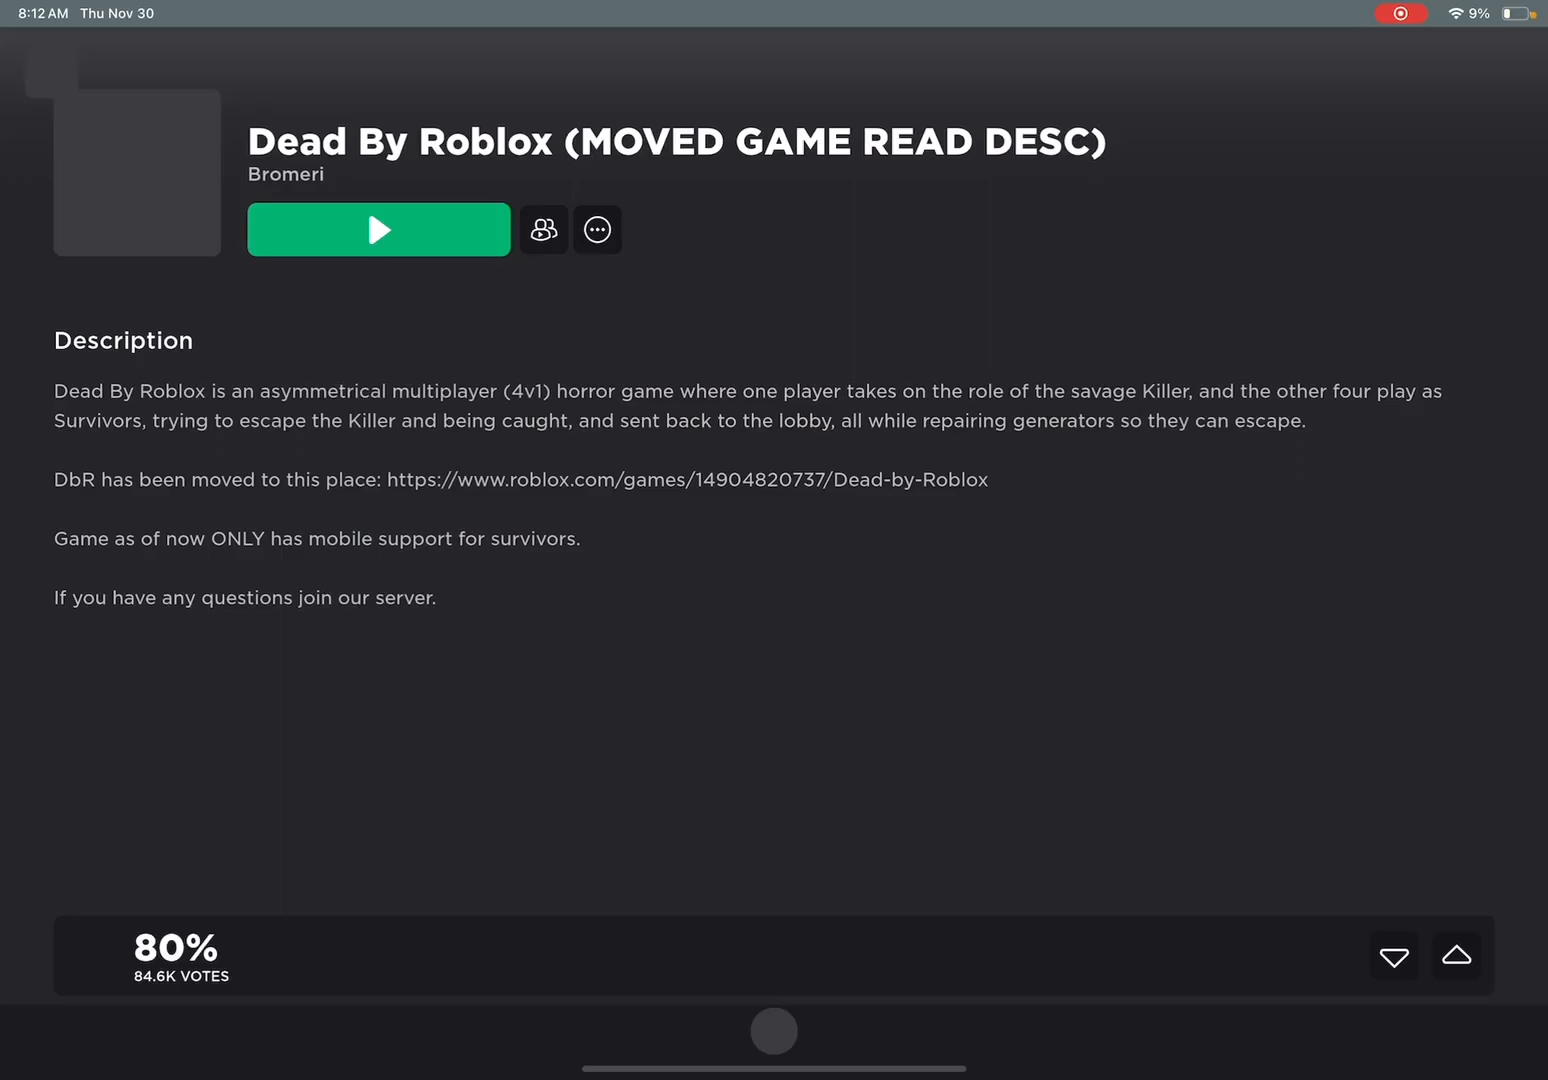 8:12 AM Thu Nov 30
9%
Dead By Roblox (MOVED GAME READ DESC)
Bromeri
Description
Dead By Roblox is an asymmetrical multiplayer (4v1) horror game where one player takes on the role of the savage Killer, and the other four play as
Survivors, trying to escape the Killer and being caught, and sent back to the lobby, all while repairing generators so they can escape.
DbR has been moved to this place: https://www.roblox.com/games/14904820737/Dead-by-Roblox
Game as of now ONLY has mobile support for survivors.
If you have any questions join our server.
80%
84.6K VOTES